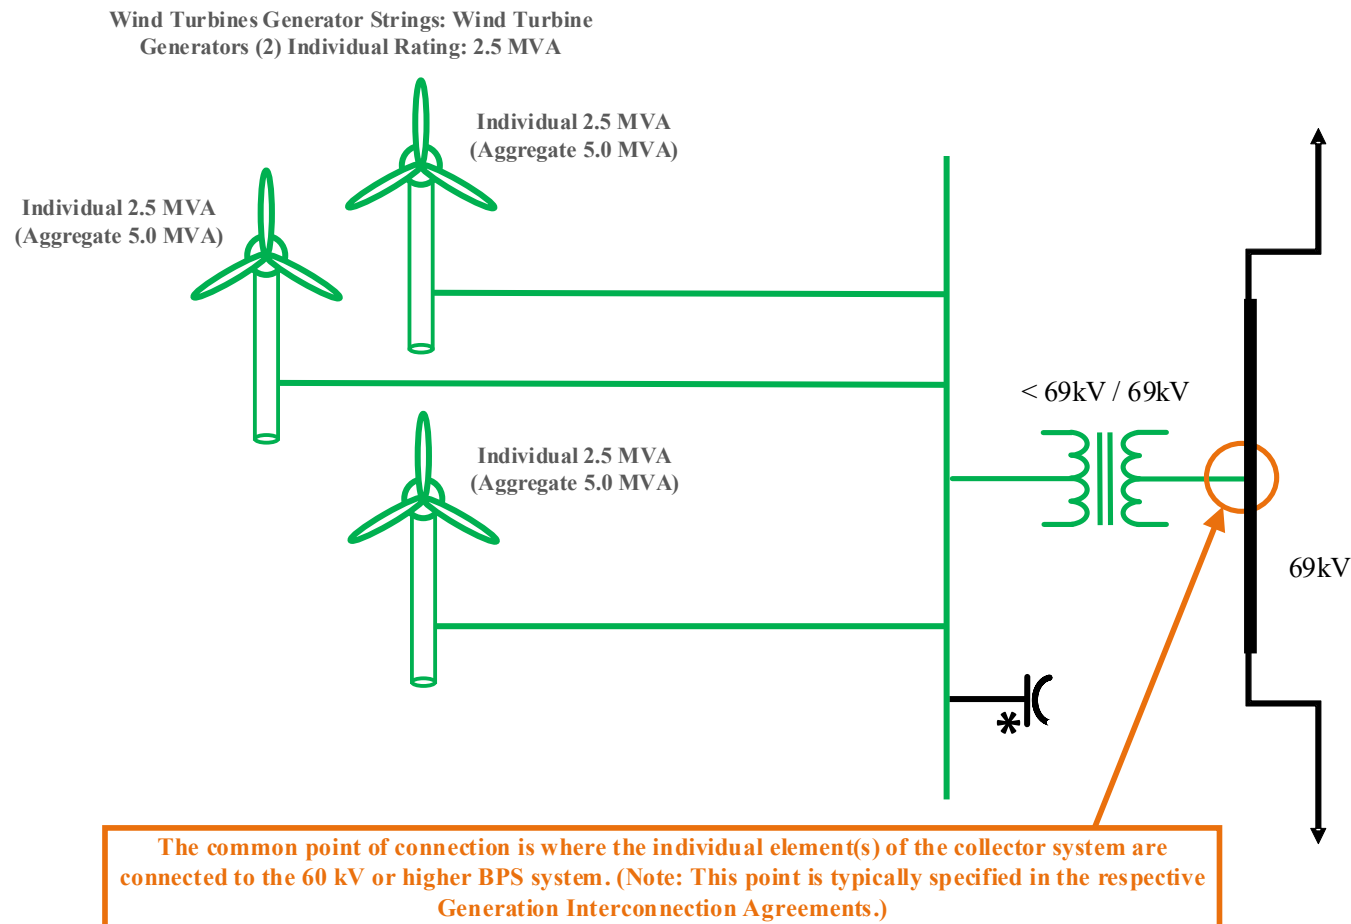 Wind Turbines Generator Strings: Wind Turbine
Generators (2) Individual Rating: 2.5 MVA
Individual 2.5 MVA
(Aggregate 5.0 MVA)
Individual 2.5 MVA
(Aggregate 5.0 MVA)
< 69kV / 69kV
Individual 2.5 MVA
(Aggregate 5.0 MVA)
69kV
*
The common point of connection is where the individual element(s) of the collector system are
connected to the 60 kV or higher BPS system. (Note: This point is typically specified in the respective
Generation Interconnection Agreements.)